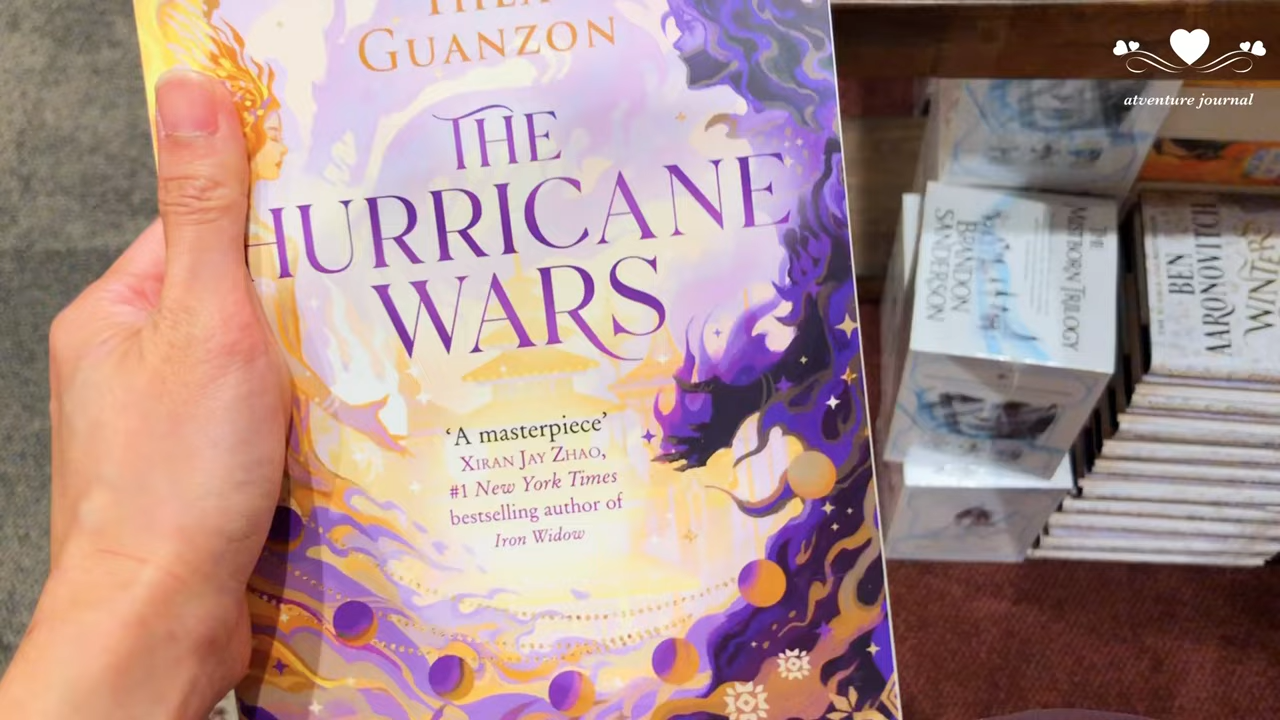 THEA
GUANZON
THE
HURRICANE
WARS
‘A masterpiece’
XIRAN JAY ZHAO,
#1 New York Times
bestselling author of
Iron Widow
atventure journal
THE
MISTBORN TRILOGY
BRANDON
SANDERSON
BEN
AARONOVITCH